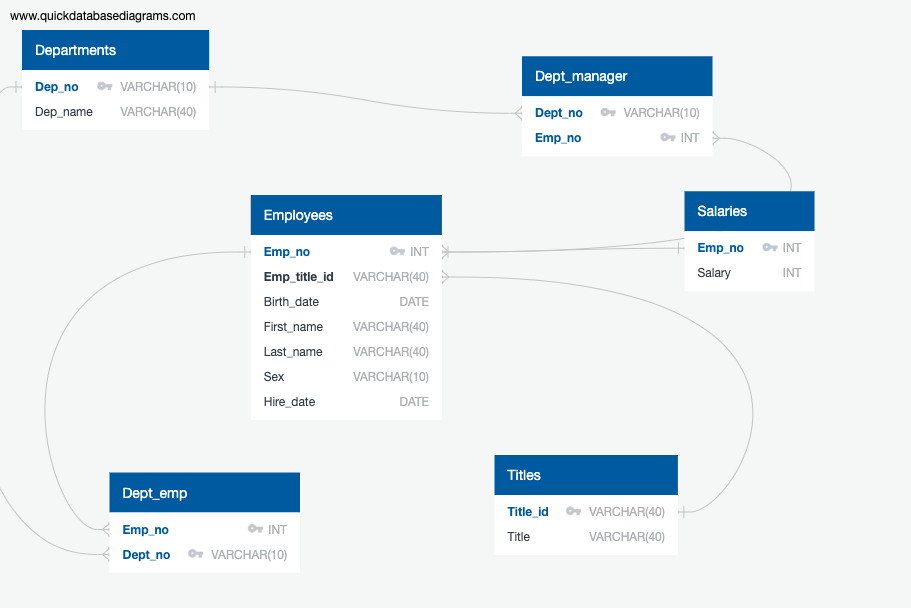 www.quickdatabasediagrams.com
Departments
Dep_no VARCHAR(10)
Dep_name VARCHAR(40)
Dept_manager
Dept_no VARCHAR(10)
Emp_no INT
Salaries
Emp_no INT
Salary INT
Employees
Emp_no INT
Emp_title_id VARCHAR(40)
Birth_date DATE
First_name VARCHAR(40)
Last_name VARCHAR(40)
Sex VARCHAR(10)
Hire_date DATE
Dept_emp
Emp_no INT
Dept_no VARCHAR(10)
Titles
Title_id VARCHAR(40)
Title VARCHAR(40)